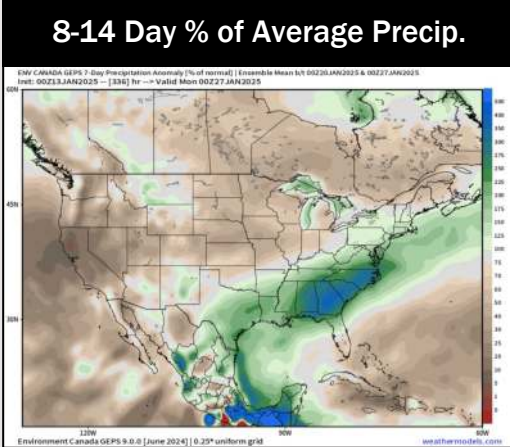 8-14 Day % of Average Precip.
ENV CANADA GEPS 7-Day Precipitation Anomaly [% of normal] | Ensemble Mean b/t 00Z20JAN2025 & 00Z27JAN2025
Init: 00Z13JAN2025 -- [336] hr --> Valid Mon 00Z27JAN2025
60N
45N
30N
120W
90W
60W
Environment Canada GEPS 9.0.0 [June 2024] | 0.25° uniform grid
weathermodels.com